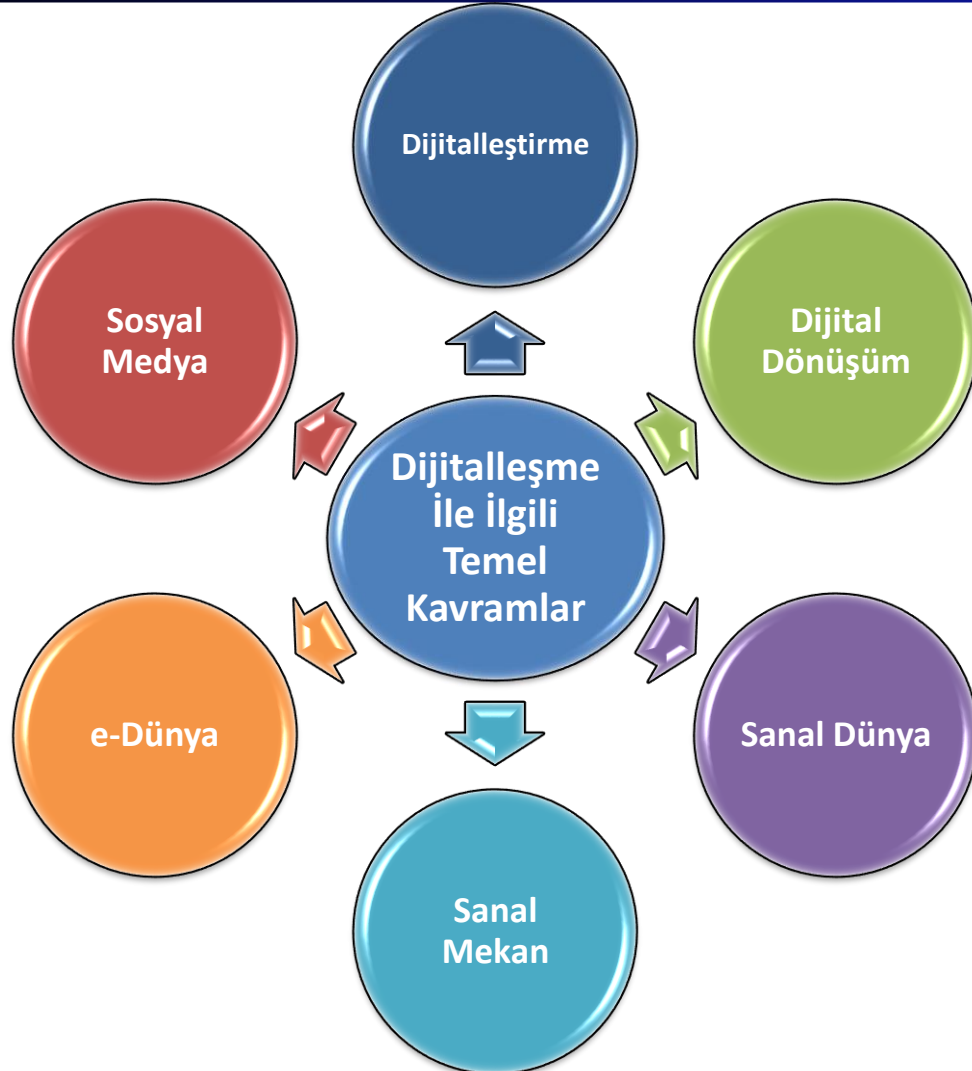 Dijitalleştirme
Sosyal
Medya
Dijital
Dönüşüm
Dijitalleşme
İle İlgili
Temel
Kavramlar
e-Dünya
Sanal Dünya
Sanal
Mekan